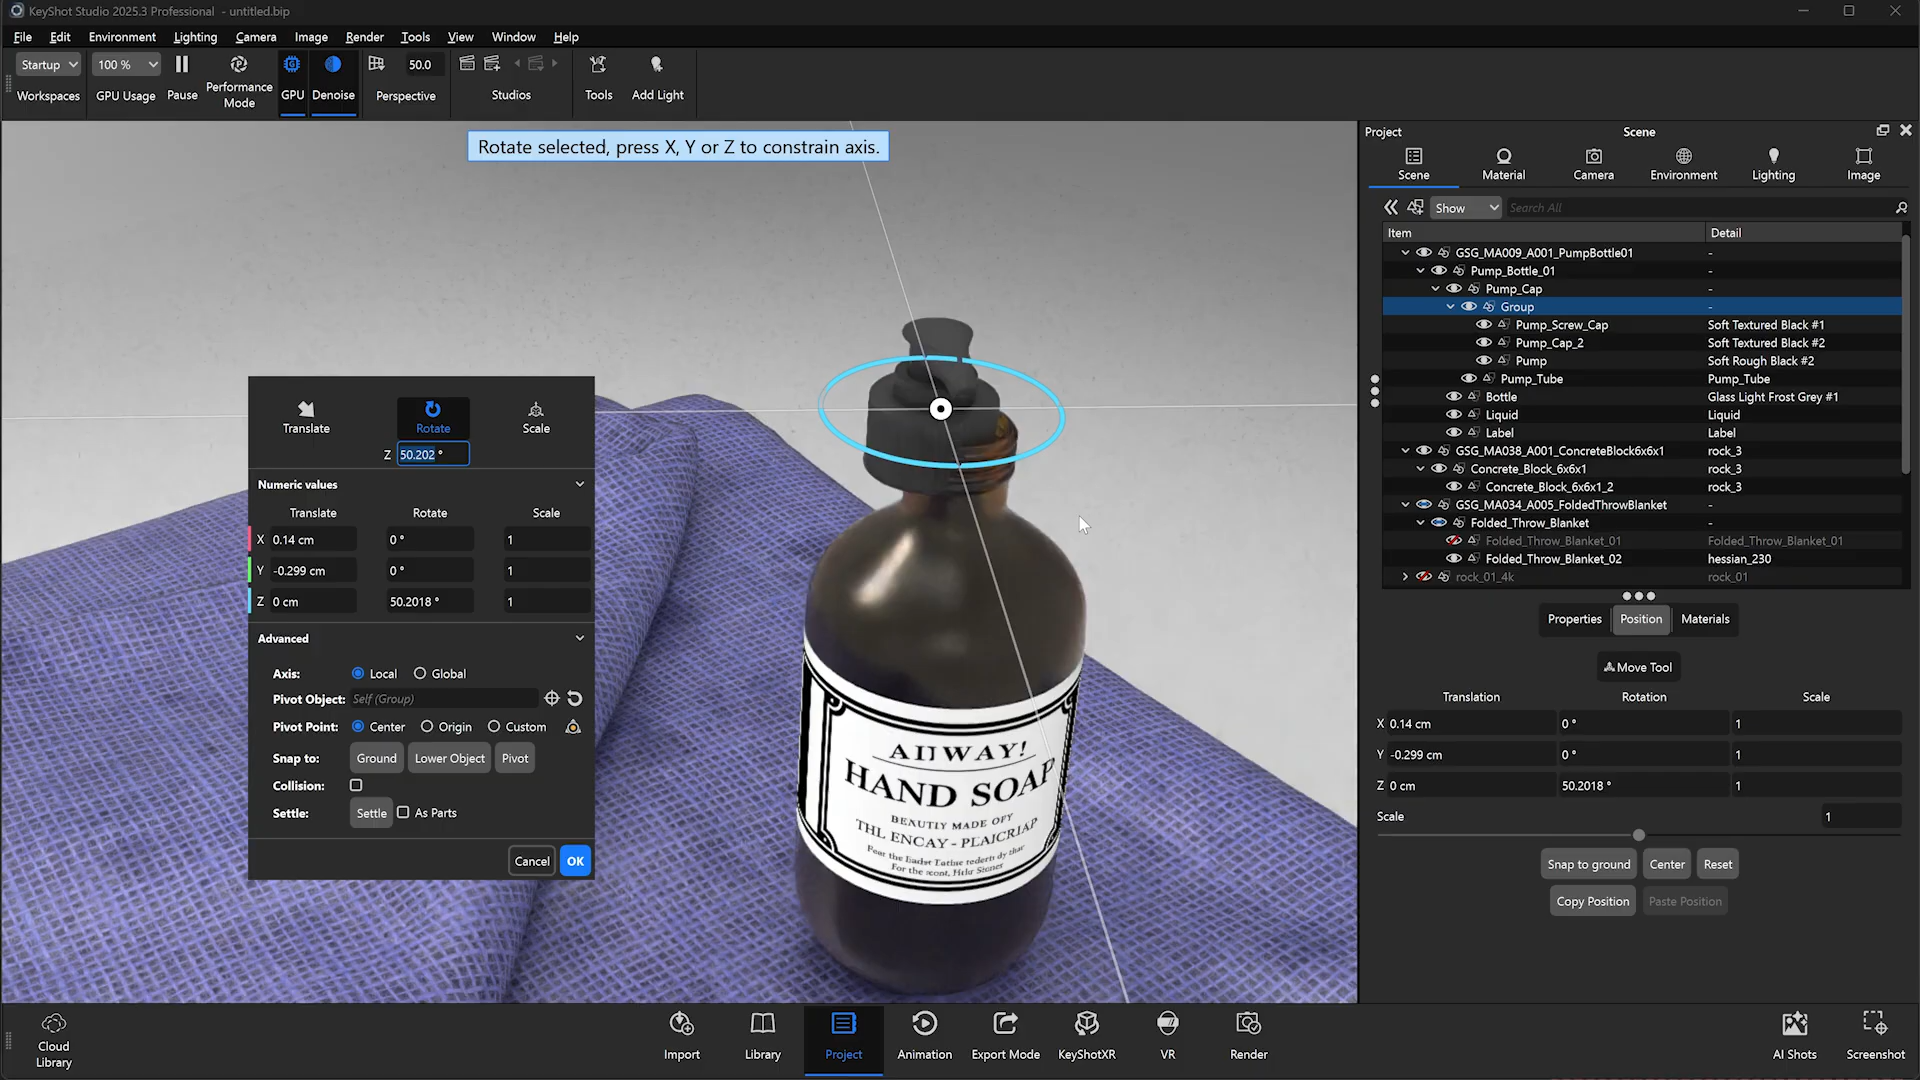 KeyShot Studio 2025.3 Professional - untitled.bip
File Edit Environment Lighting Camera Image Render Tools View Window Help
Startup 100 % 50.0
Workspaces GPU Usage Pause Performance Mode GPU Denoise Perspective Studios Tools Add Light
Rotate selected, press X, Y or Z to constrain axis.
Translate Rotate Scale
Z 50.202 °
Numeric values
Translate Rotate Scale
X 0.14 cm 0 ° 1
Y -0.299 cm 0 ° 1
Z 0 cm 50.2018 ° 1
Advanced
Axis: Local Global
Pivot Object: Self (Group)
Pivot Point: Center Origin Custom
Snap to: Ground Lower Object Pivot
Collision:
Settle: Settle As Parts
Cancel OK
HAND SOAP
BEAUTIY MADE OFY
THL ENCAY - PLAICRIAP
Project Scene
Scene Material Camera Environment Lighting Image
Show Search All
Item Detail
GSG_MA009_A001_PumpBottle01 -
Pump_Bottle_01 -
Pump_Cap -
Group -
Pump_Screw_Cap Soft Textured Black #1
Pump_Cap_2 Soft Textured Black #2
Pump Soft Rough Black #2
Pump_Tube Pump_Tube
Bottle Glass Light Frost Grey #1
Liquid Liquid
Label Label
GSG_MA038_A001_ConcreteBlock6x6x1 rock_3
Concrete_Block_6x6x1 rock_3
Concrete_Block_6x6x1_2 rock_3
GSG_MA034_A005_FoldedThrowBlanket -
Folded_Throw_Blanket -
Folded_Throw_Blanket_01 Folded_Throw_Blanket_01
Folded_Throw_Blanket_02 hessian_230
rock_01_4k rock_01
Properties Position Materials
Move Tool
Translation Rotation Scale
X 0.14 cm 0 ° 1
Y -0.299 cm 0 ° 1
Z 0 cm 50.2018 ° 1
Scale 1
Snap to ground Center Reset
Copy Position Paste Position
Cloud Library Import Library Project Animation Export Mode KeyShotXR VR Render AI Shots Screenshot